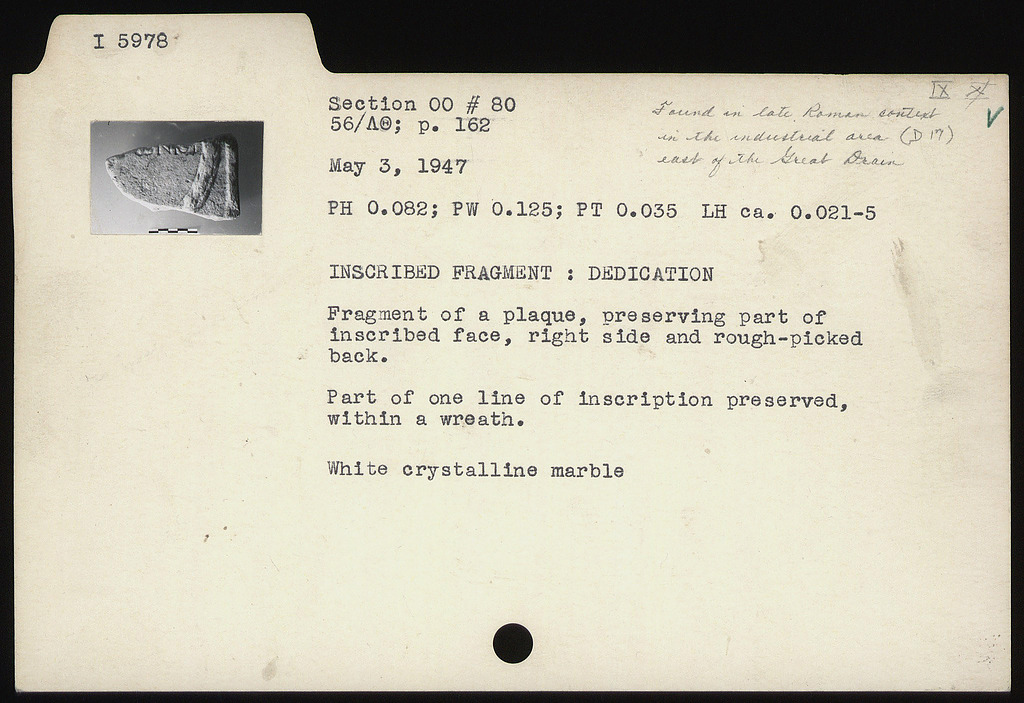 I 5978
Section OO # 80
56/ΛΘ; p. 162
May 3, 1947
PH 0.082; PW 0.125; PT 0.035 LH ca. 0.021-5
IX X
Found in late Roman context
in the industrial area (D 17)
east of the Great Drain
INSCRIBED FRAGMENT : DEDICATION
Fragment of a plaque, preserving part of
inscribed face, right side and rough-picked
back.
Part of one line of inscription preserved,
within a wreath.
White crystalline marble